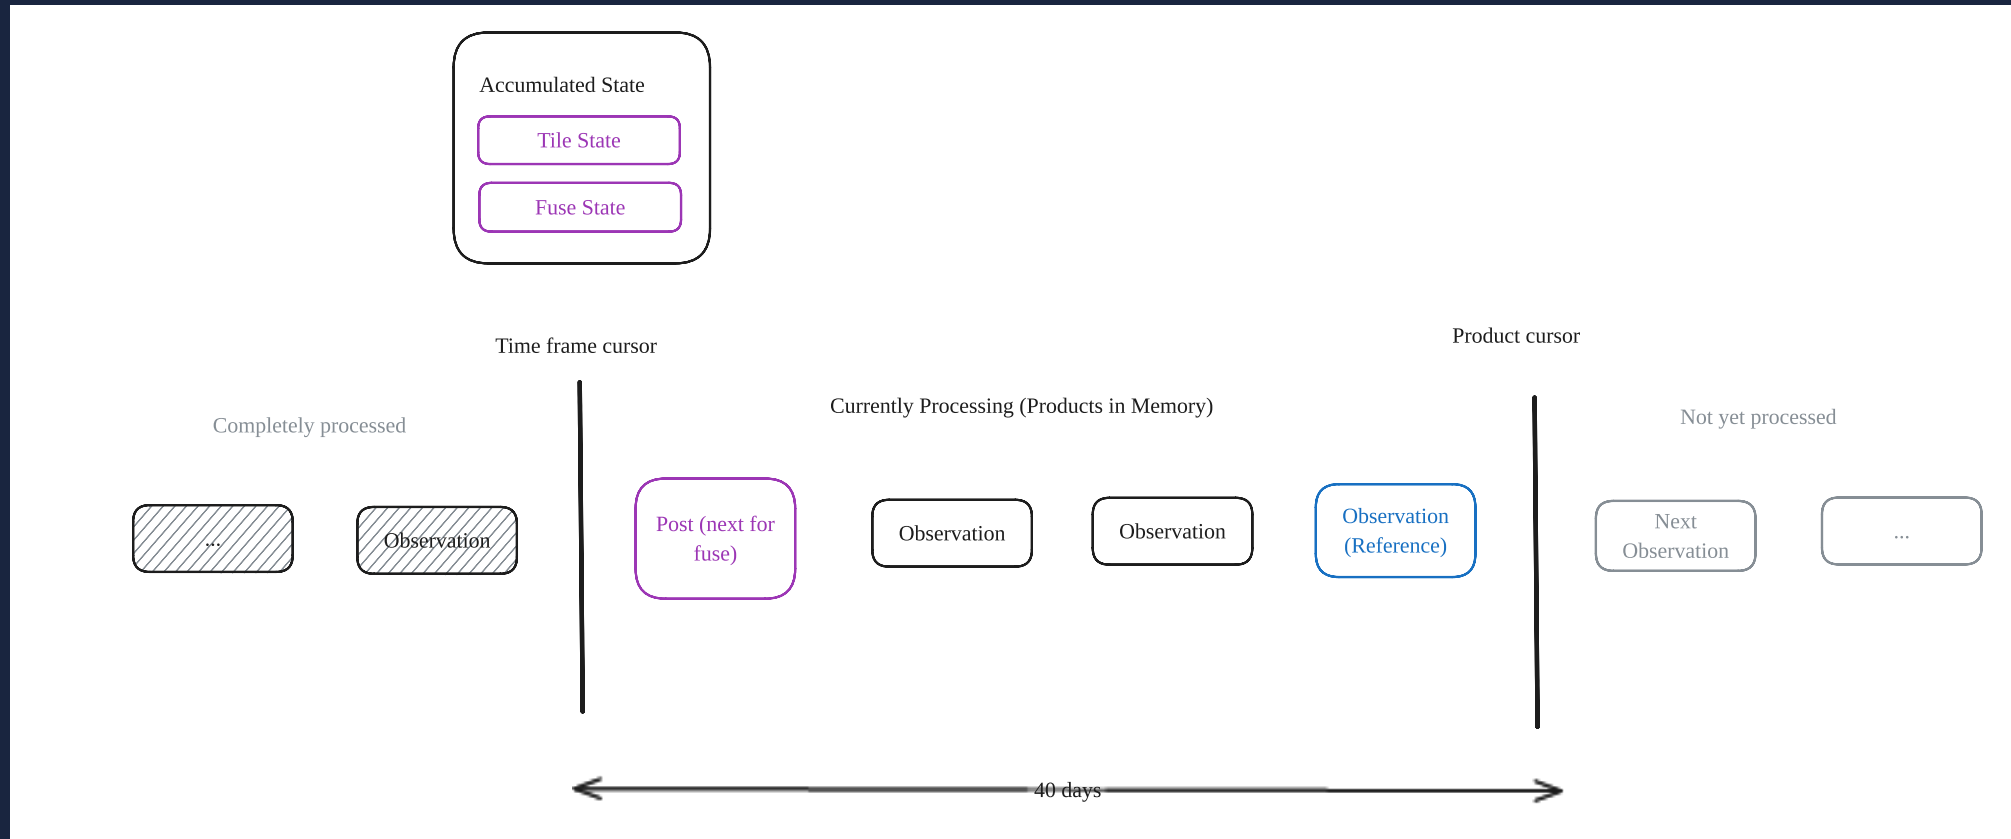 Accumulated State
Tile State
Fuse State
Time frame cursor
Product cursor
Completely processed
Currently Processing (Products in Memory)
Not yet processed
...
Observation
Post (next for
fuse)
Observation
Observation
Observation
(Reference)
Next
Observation
...
40 days